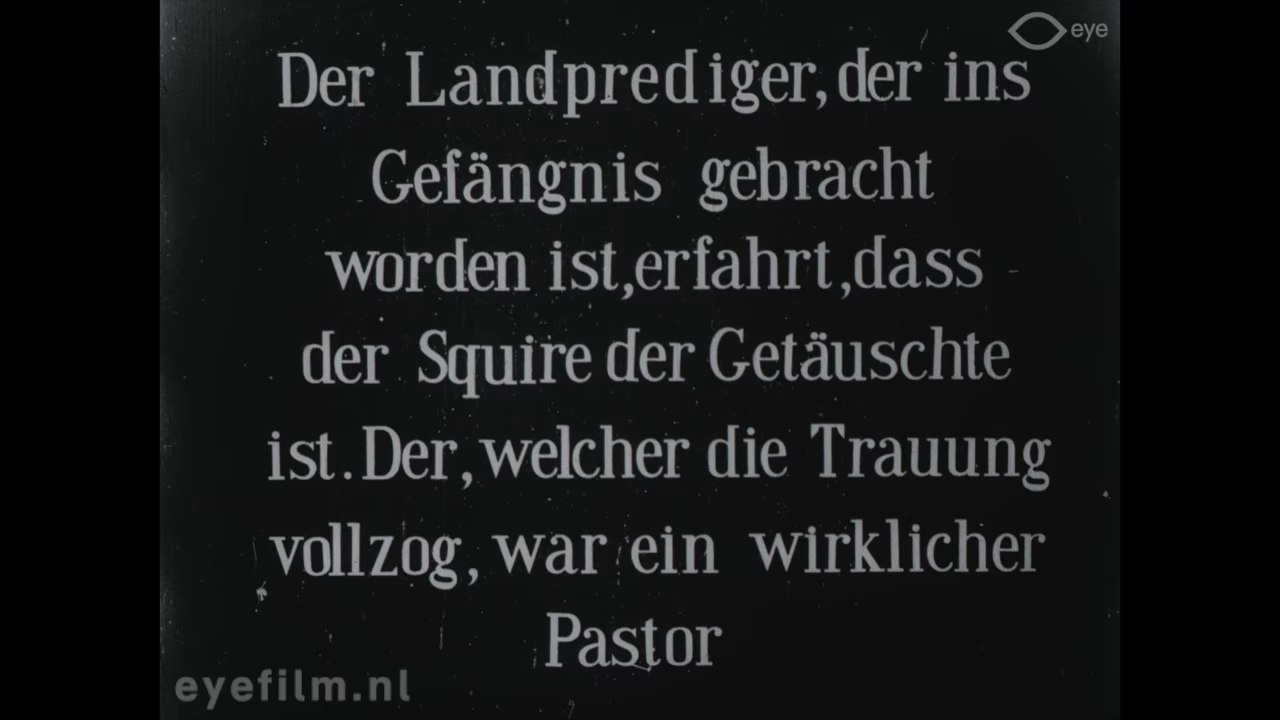 eye
Der Landprediger, der ins
Gefängnis gebracht
worden ist, erfahrt, dass
der Squire der Getäuschte
ist. Der, welcher die Trauung
vollzog, war ein wirklicher
Pastor
eyefilm.nl